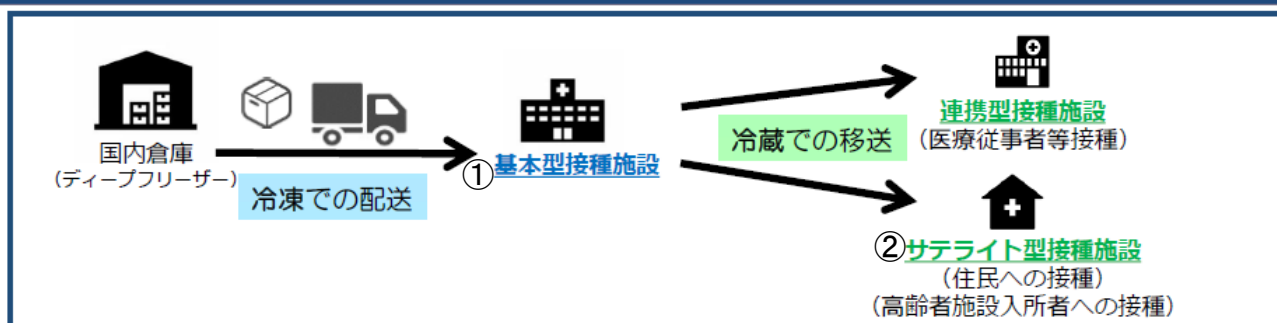 国内倉庫
（ディープフリーザー）
冷凍での配送
①基本型接種施設
冷蔵での移送
連携型接種施設
（医療従事者等接種）
②サテライト型接種施設
（住民への接種）
（高齢者施設入所者への接種）